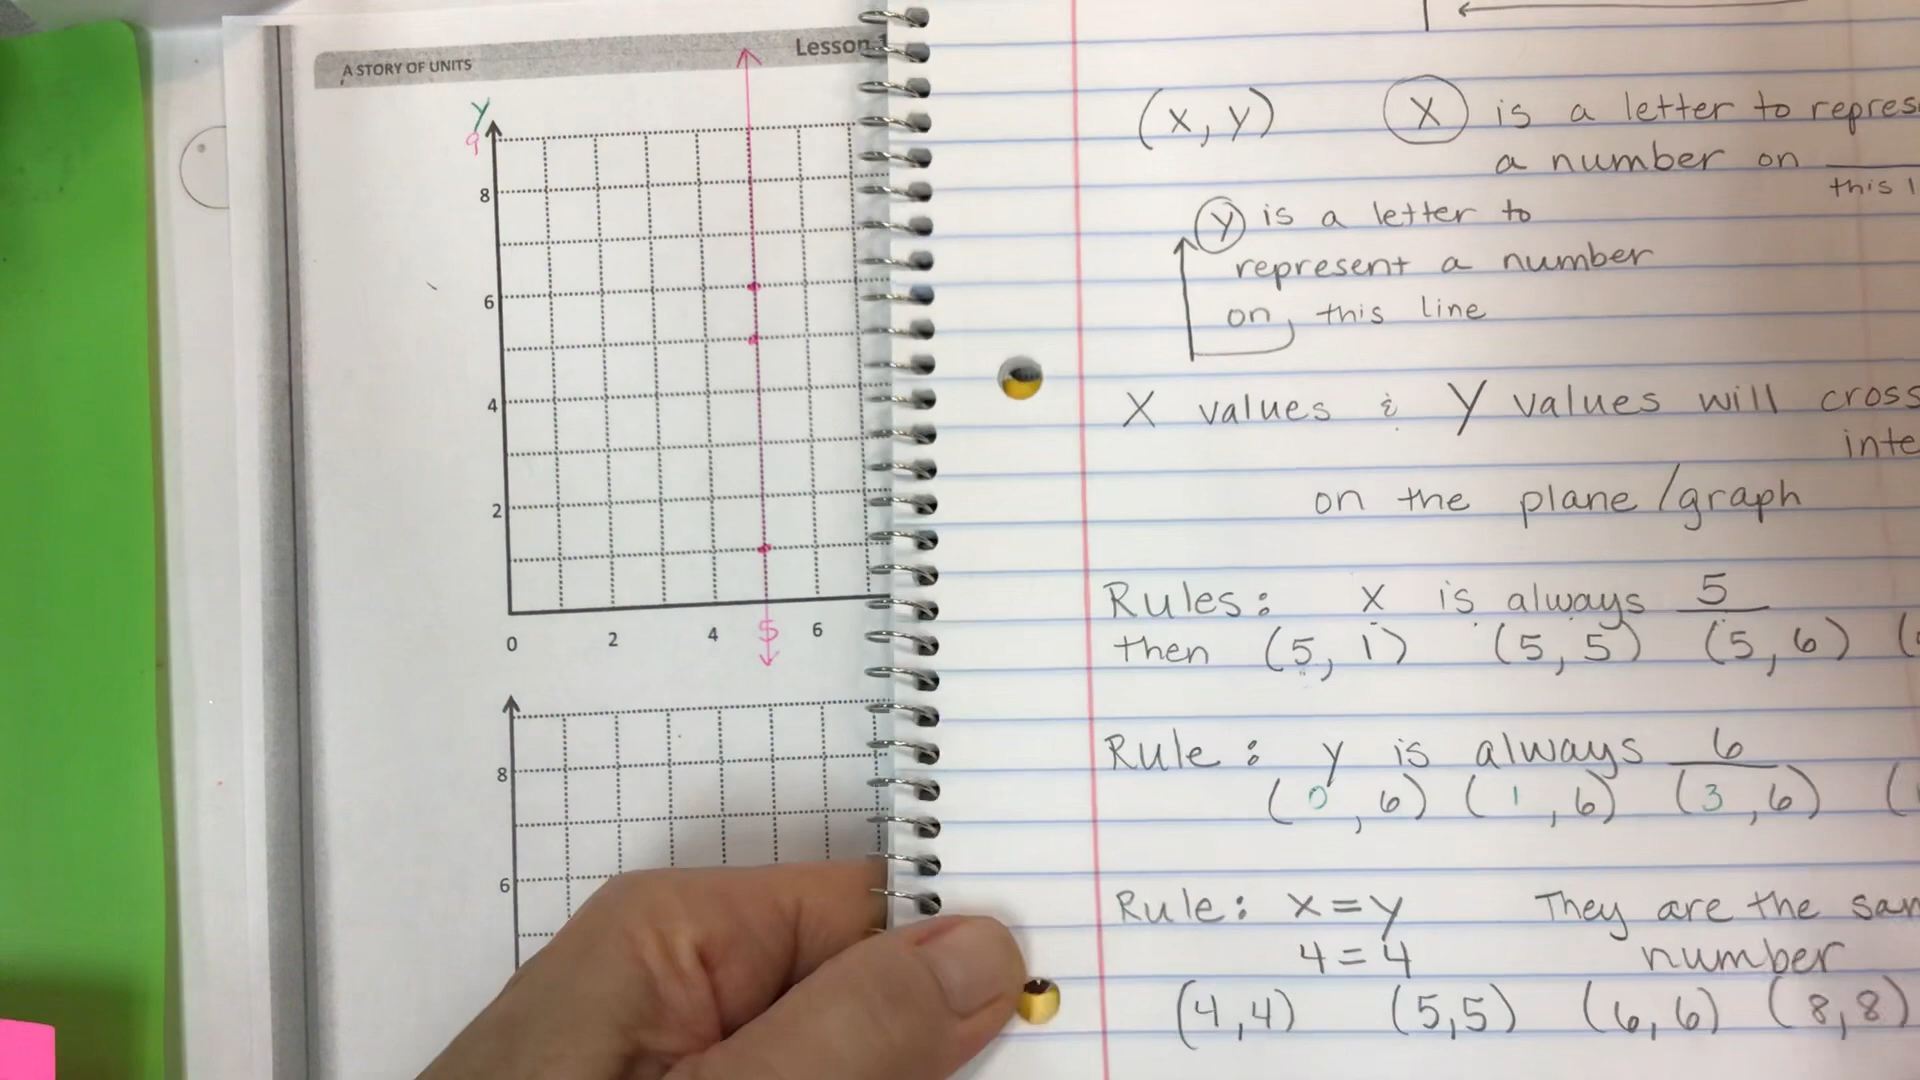 A STORY OF UNITS
Lesson
Y
9
8
6
4
2
0 2 4 5 6
8
6
(x, y) X is a letter to
a number on
this
y is a letter to
represent a number
on this line
X values & Y values will cross
on the plane/graph
Rules: X is always 5
then (5, 1) (5, 5) (5, 6) (
Rule: y is always 6
(0, 6) (1, 6) (3, 6) (
Rule: x=y They are the
4=4 number
(4,4) (5,5) (6,6) (8,8)